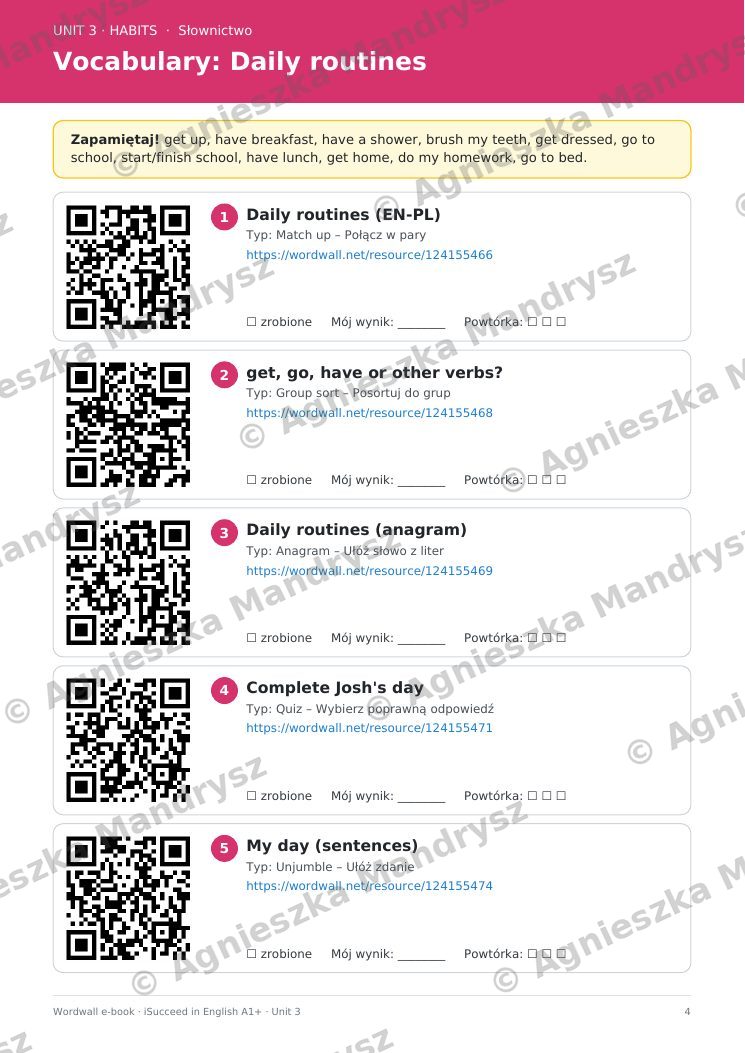 UNIT 3 · HABITS · Słownictwo
Vocabulary: Daily routines
Zapamiętaj! get up, have breakfast, have a shower, brush my teeth, get dressed, go to
school, start/finish school, have lunch, get home, do my homework, go to bed.
1 Daily routines (EN-PL)
Typ: Match up – Połącz w pary
https://wordwall.net/resource/124155466
☐ zrobione Mój wynik: _______ Powtórka: ☐ ☐ ☐
2 get, go, have or other verbs?
Typ: Group sort – Posortuj do grup
https://wordwall.net/resource/124155468
☐ zrobione Mój wynik: _______ Powtórka: ☐ ☐ ☐
3 Daily routines (anagram)
Typ: Anagram – Ułóż słowo z liter
https://wordwall.net/resource/124155469
☐ zrobione Mój wynik: _______ Powtórka: ☐ ☐ ☐
4 Complete Josh's day
Typ: Quiz – Wybierz poprawną odpowiedź
https://wordwall.net/resource/124155471
☐ zrobione Mój wynik: _______ Powtórka: ☐ ☐ ☐
5 My day (sentences)
Typ: Unjumble – Ułóż zdanie
https://wordwall.net/resource/124155474
☐ zrobione Mój wynik: _______ Powtórka: ☐ ☐ ☐
Wordwall e-book · iSucceed in English A1+ · Unit 3 4
© Agnieszka Mandrysz